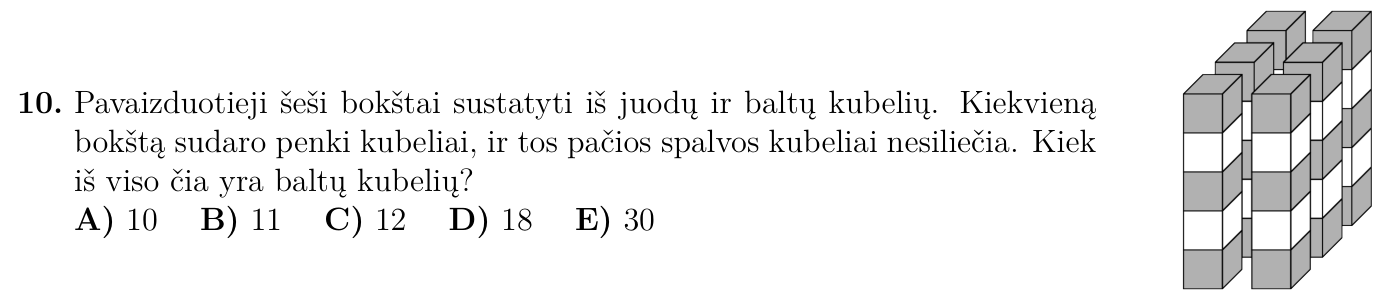 10. Pavaizduotieji šeši bokštai sustatyti iš juodų ir baltų kubelių. Kiekvieną
bokštą sudaro penki kubeliai, ir tos pačios spalvos kubeliai nesiliečia. Kiek
iš viso čia yra baltų kubelių?
A) 10 B) 11 C) 12 D) 18 E) 30